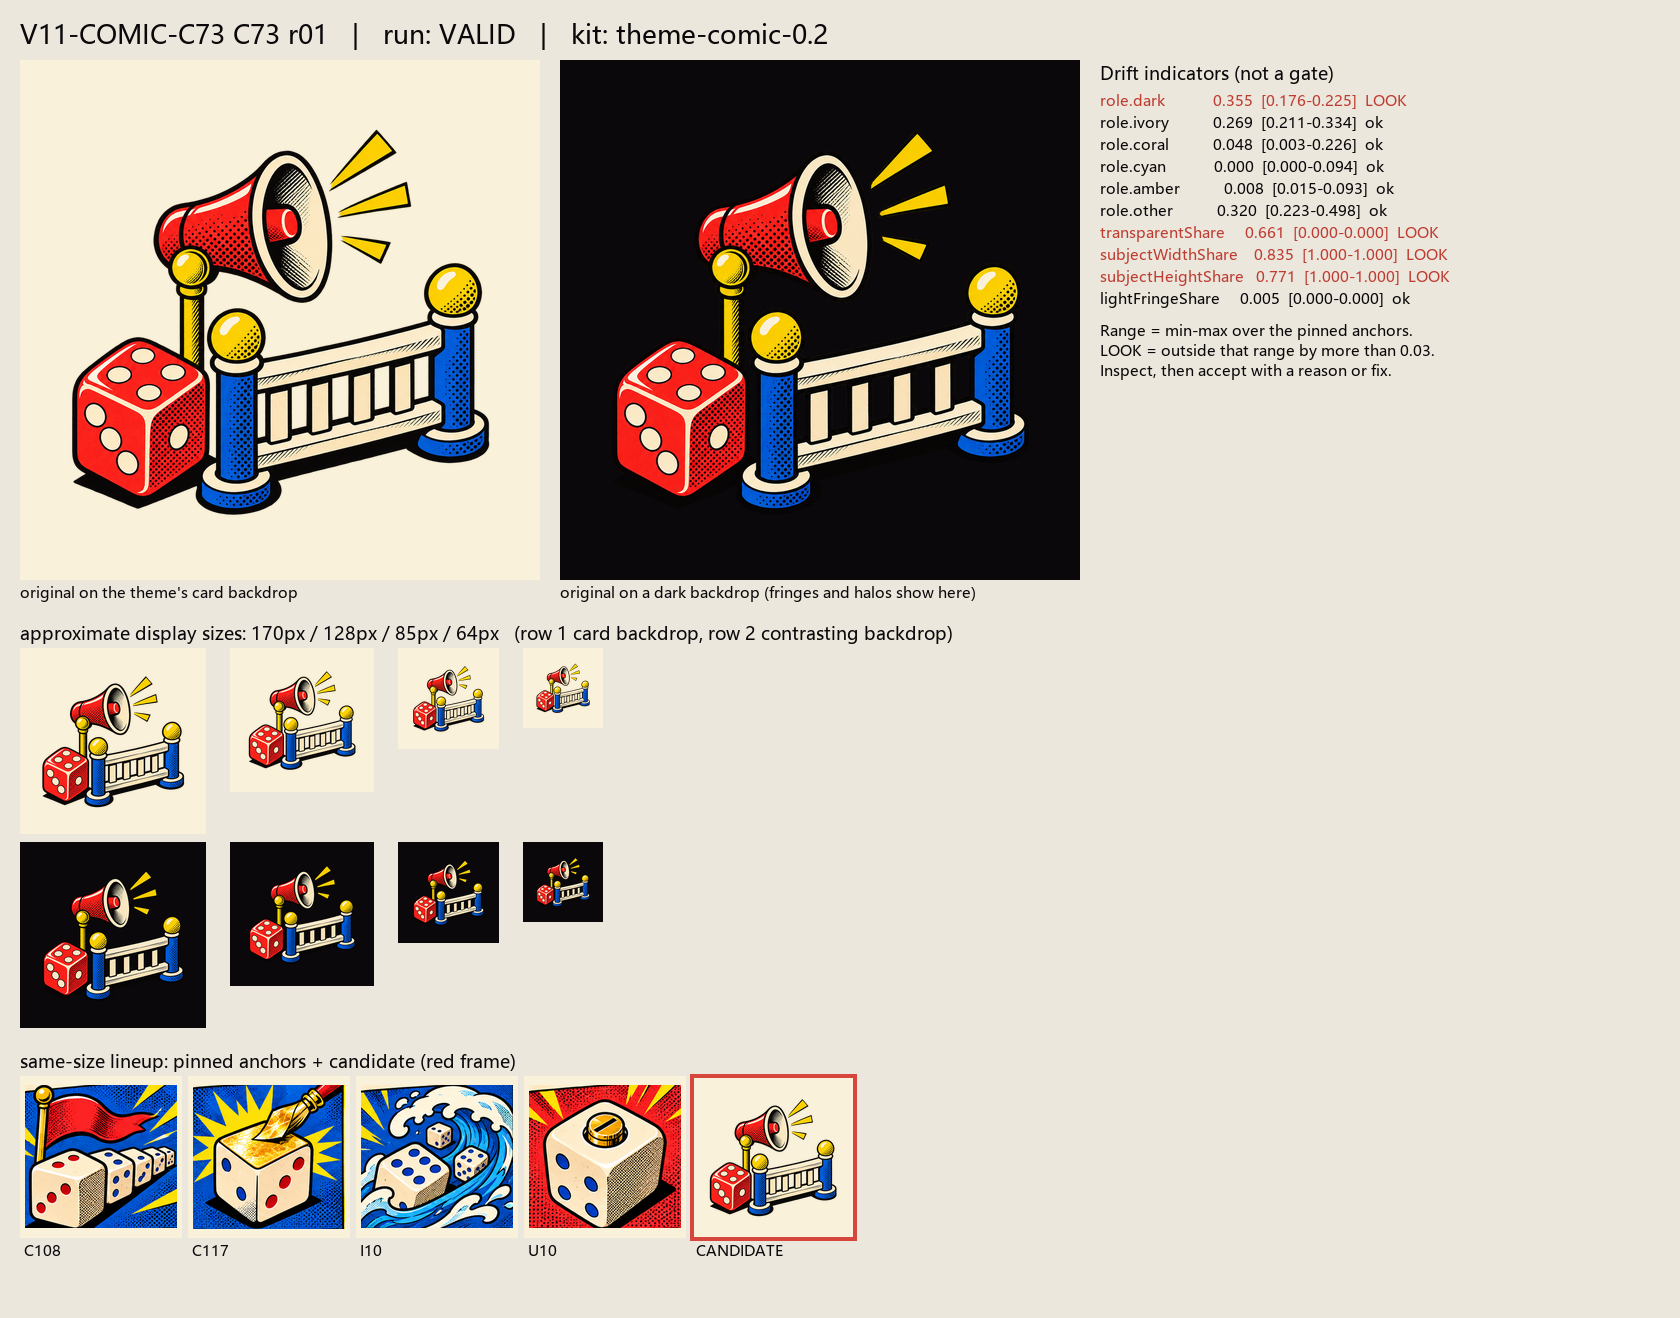 V11-COMIC-C73 C73 r01 | run: VALID | kit: theme-comic-0.2
Drift indicators (not a gate)
role.dark 0.355 [0.176-0.225] LOOK
role.ivory 0.269 [0.211-0.334] ok
role.coral 0.048 [0.003-0.226] ok
role.cyan 0.000 [0.000-0.094] ok
role.amber 0.008 [0.015-0.093] ok
role.other 0.320 [0.223-0.498] ok
transparentShare 0.661 [0.000-0.000] LOOK
subjectWidthShare 0.835 [1.000-1.000] LOOK
subjectHeightShare 0.771 [1.000-1.000] LOOK
lightFringeShare 0.005 [0.000-0.000] ok
Range = min-max over the pinned anchors.
LOOK = outside that range by more than 0.03.
Inspect, then accept with a reason or fix.
original on the theme's card backdrop
original on a dark backdrop (fringes and halos show here)
approximate display sizes: 170px / 128px / 85px / 64px (row 1 card backdrop, row 2 contrasting backdrop)
same-size lineup: pinned anchors + candidate (red frame)
C108
C117
I10
U10
CANDIDATE